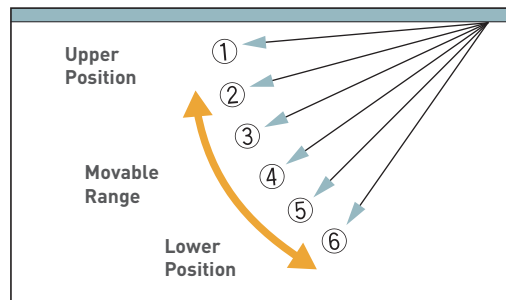 Upper
Position
①
②
③
④
⑤
⑥
Movable
Range
Lower
Position